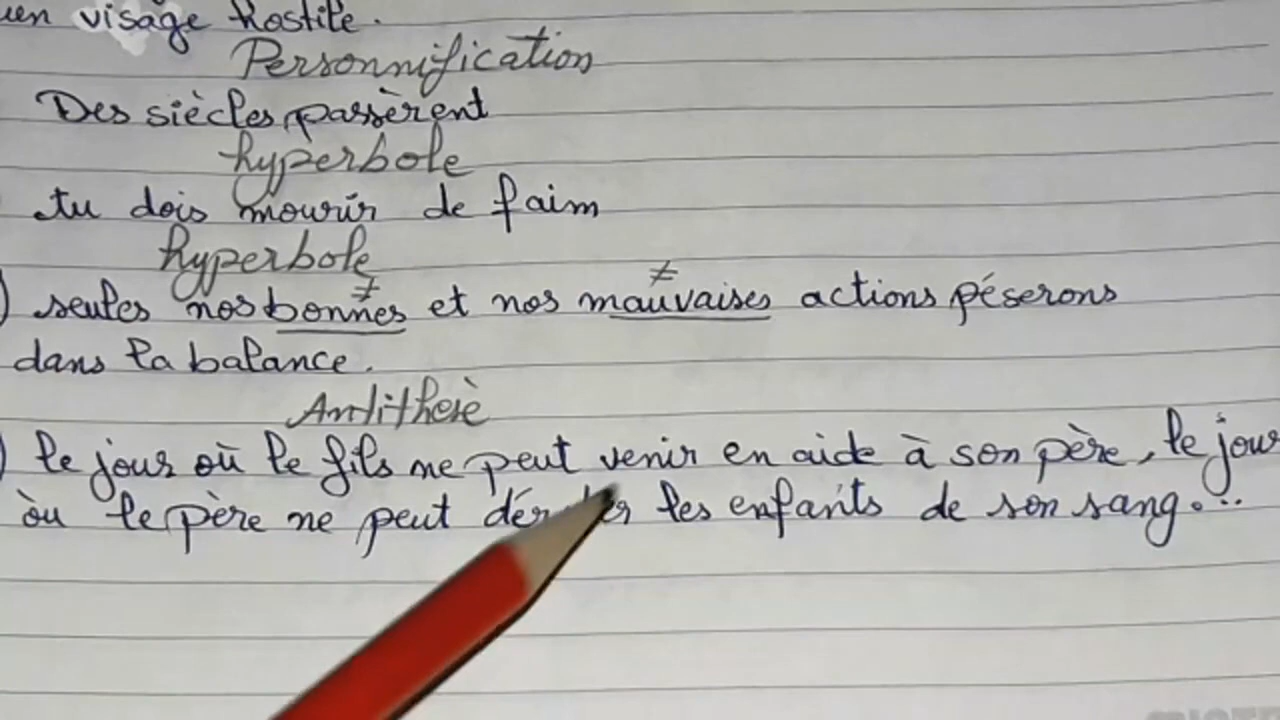 un visage hostile.
Personnification
Des siècles passèrent
hyperbole
tu dois mourir de faim
hyperbole
≠ ≠
) seules nos bonnes et nos mauvaises actions péserons
dans la balance.
Antithèsè
) le jour où le fils ne peut venir en aide à son père, le jour
où le père ne peut les enfants de son sang...